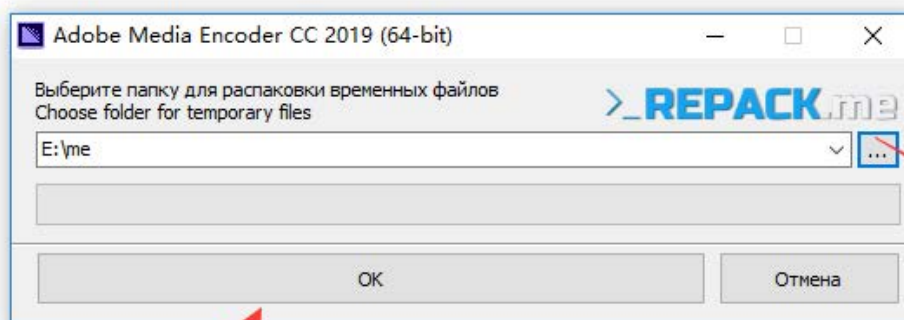 Adobe Media Encoder CC 2019 (64-bit)
Выберите папку для распаковки временных файлов
Choose folder for temporary files
>_REPACK.me
E:\me
...
OK
Отмена